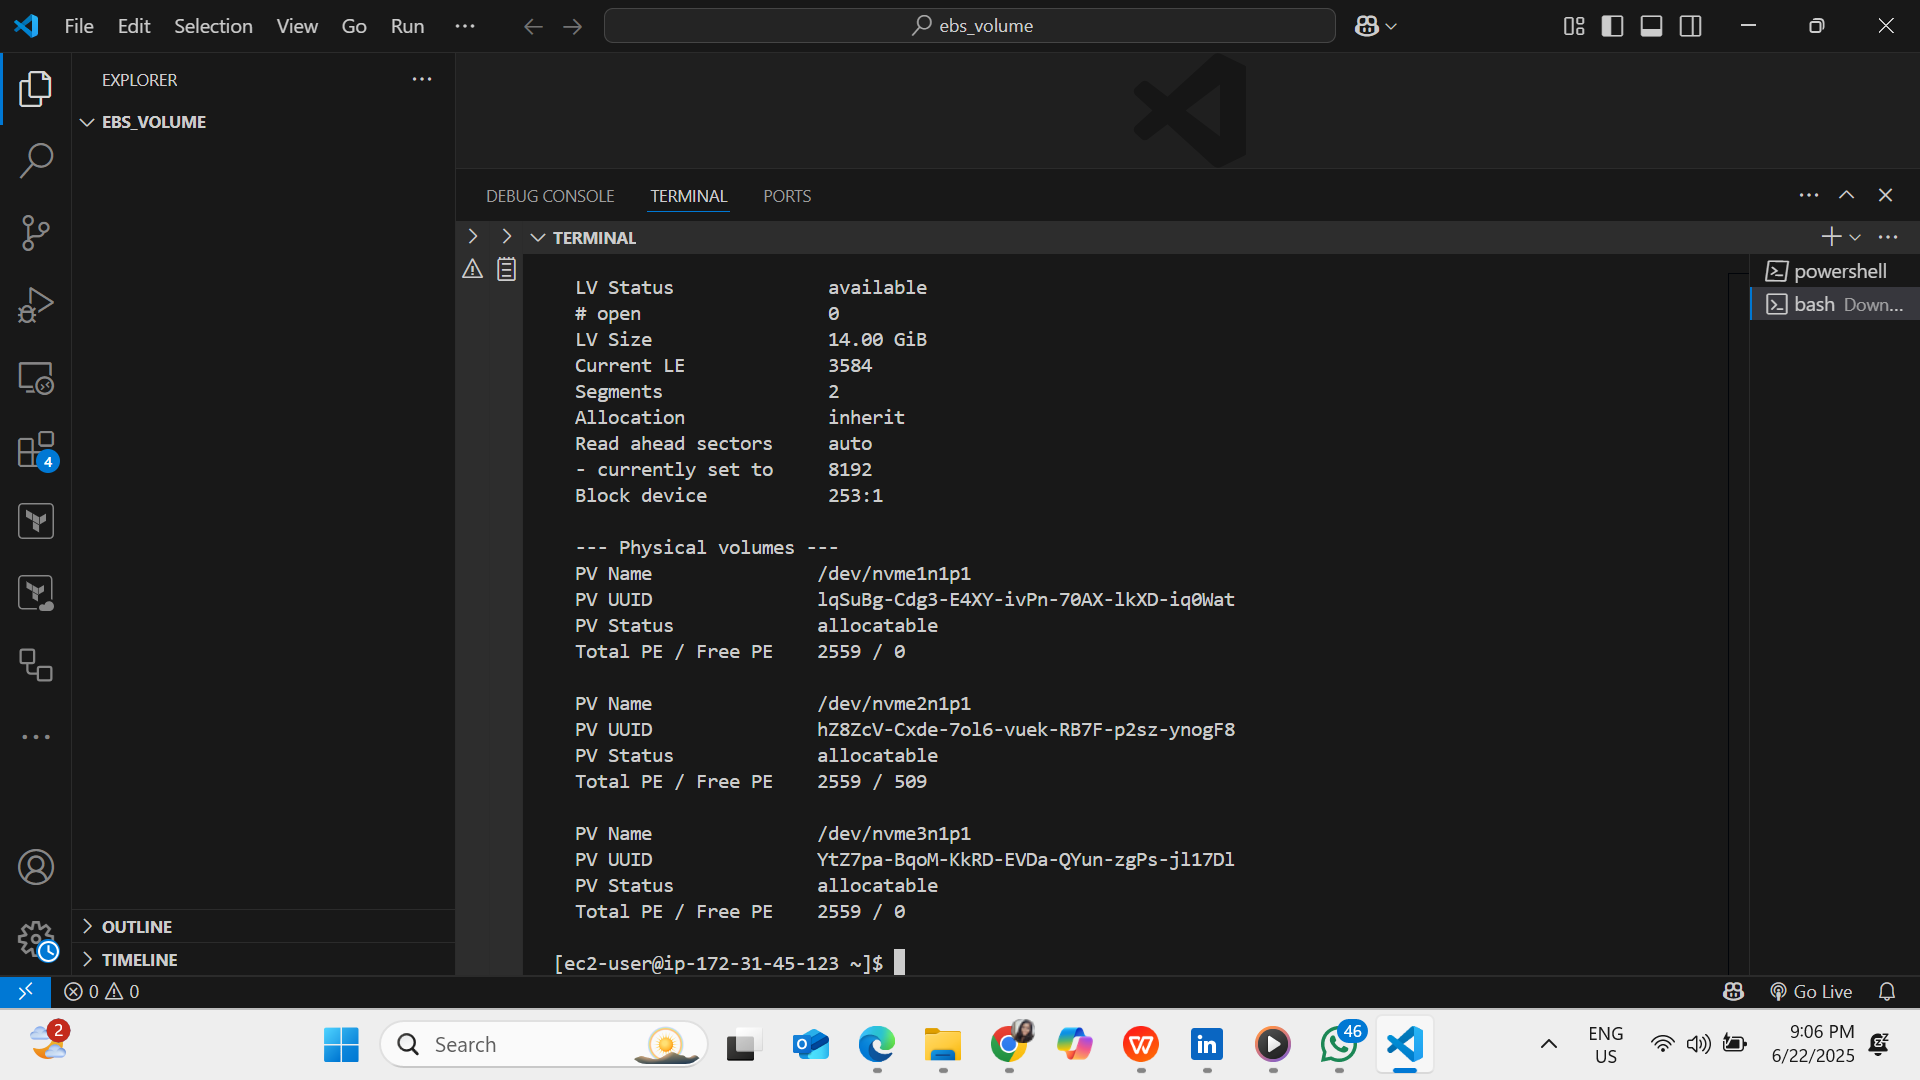 File Edit Selection View Go Run ···
ebs_volume
EXPLORER
EBS_VOLUME
DEBUG CONSOLE TERMINAL PORTS
TERMINAL
powershell
bash Down...
LV Status available
# open 0
LV Size 14.00 GiB
Current LE 3584
Segments 2
Allocation inherit
Read ahead sectors auto
- currently set to 8192
Block device 253:1
--- Physical volumes ---
PV Name /dev/nvme1n1p1
PV UUID lqSuBg-Cdg3-E4XY-ivPn-70AX-lkXD-iq0Wat
PV Status allocatable
Total PE / Free PE 2559 / 0
PV Name /dev/nvme2n1p1
PV UUID hZ8ZcV-Cxde-7ol6-vuek-RB7F-p2sz-ynogF8
PV Status allocatable
Total PE / Free PE 2559 / 509
PV Name /dev/nvme3n1p1
PV UUID YtZ7pa-BqoM-KkRD-EVDa-QYun-zgPs-jl17Dl
PV Status allocatable
Total PE / Free PE 2559 / 0
[ec2-user@ip-172-31-45-123 ~]$
4
OUTLINE
TIMELINE
0 0
Go Live
2
Search
46
ENG
US
9:06 PM
6/22/2025